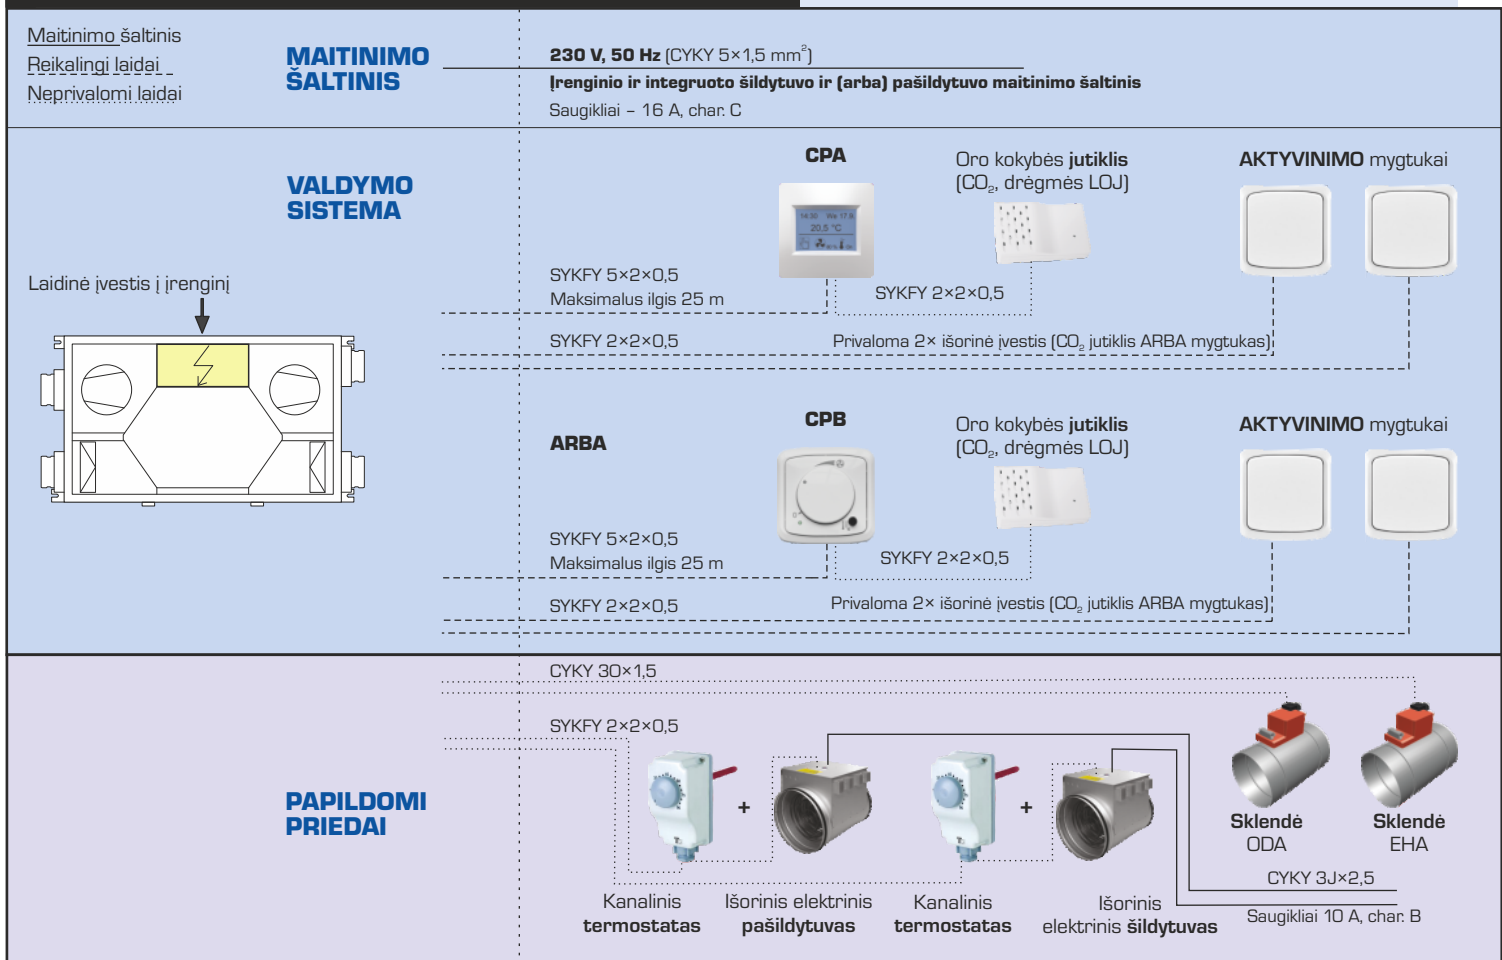 Maitinimo šaltinis
Reikalingi laidai
Neprivalomi laidai
MAITINIMO
ŠALTINIS
230 V, 50 Hz (CYKY 5×1,5 mm²)
Įrenginio ir integruoto šildytuvo ir (arba) pašildytuvo maitinimo šaltinis
Saugikliai – 16 A, char. C
VALDYMO
SISTEMA
Laidinė įvestis į įrenginį
CPA
Oro kokybės jutiklis
(CO₂, drėgmės LOJ)
AKTYVINIMO mygtukai
14:30 We 17.9.
20,5 °C
SYKFY 5×2×0,5
Maksimalus ilgis 25 m
SYKFY 2×2×0,5
SYKFY 2×2×0,5
Privaloma 2× išorinė įvestis (CO₂ jutiklis ARBA mygtukas)
ARBA
CPB
Oro kokybės jutiklis
(CO₂, drėgmės LOJ)
AKTYVINIMO mygtukai
SYKFY 5×2×0,5
Maksimalus ilgis 25 m
SYKFY 2×2×0,5
SYKFY 2×2×0,5
Privaloma 2× išorinė įvestis (CO₂ jutiklis ARBA mygtukas)
PAPILDOMI
PRIEDAI
CYKY 3O×1,5
SYKFY 2×2×0,5
+
+
Kanalinis
termostatas
Išorinis elektrinis
pašildytuvas
Kanalinis
termostatas
Išorinis
elektrinis šildytuvas
Sklendė
ODA
Sklendė
EHA
CYKY 3J×2,5
Saugikliai 10 A, char. B